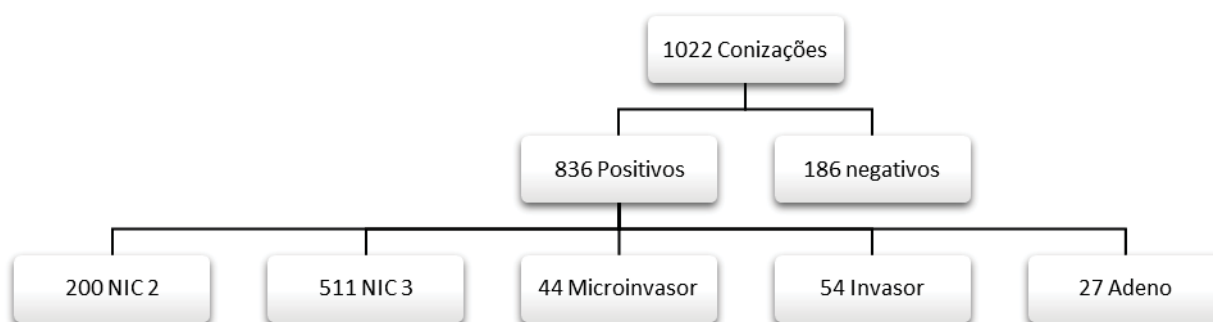 1022 Conizações
836 Positivos
186 negativos
200 NIC 2
511 NIC 3
44 Microinvasor
54 Invasor
27 Adeno